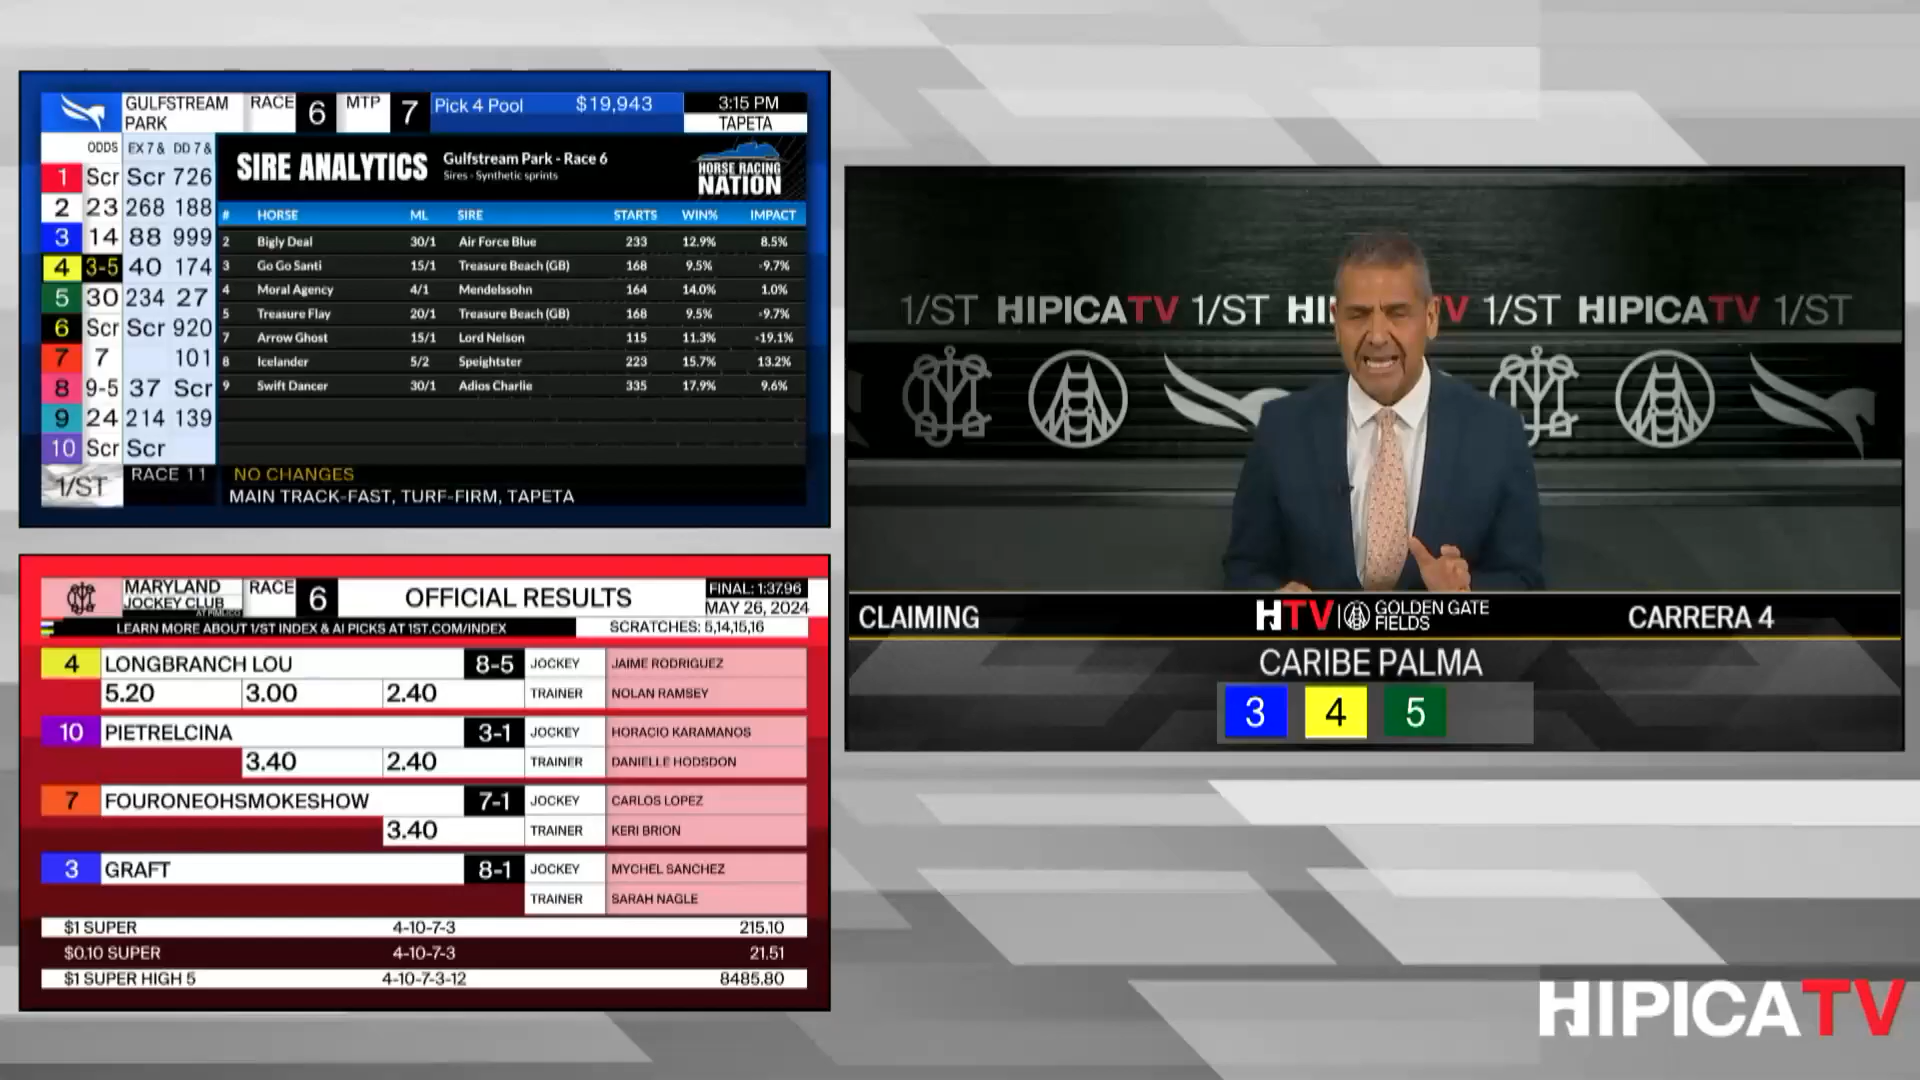 GULFSTREAM PARK RACE 6 MTP 7 Pick 4 Pool $19,943 3:15 PM TAPETA
ODDS EX 7 & DD 7 &
1 Scr Scr 726
2 23 268 188
3 14 88 999
4 3-5 40 174
5 30 234 27
6 Scr Scr 920
7 7 101
8 9-5 37 Scr
9 24 214 139
10 Scr Scr
SIRE ANALYTICS Gulfstream Park - Race 6
Sires - Synthetic sprints
HORSE RACING NATION
# HORSE ML SIRE STARTS WIN% IMPACT
2 Bigly Deal 30/1 Air Force Blue 233 12.9% 8.5%
3 Go Go Santi 15/1 Treasure Beach (GB) 168 9.5% -9.7%
4 Moral Agency 4/1 Mendelssohn 164 14.0% 1.0%
5 Treasure Flay 20/1 Treasure Beach (GB) 168 9.5% -9.7%
7 Arrow Ghost 15/1 Lord Nelson 115 11.3% -19.1%
8 Icelander 5/2 Speightster 223 15.7% 13.2%
9 Swift Dancer 30/1 Adios Charlie 335 17.9% 9.6%
1/ST RACE 11 NO CHANGES
MAIN TRACK-FAST, TURF-FIRM, TAPETA
MARYLAND JOCKEY CLUB AT PIMLICO RACE 6 OFFICIAL RESULTS FINAL: 1:37.96
MAY 26, 2024
LEARN MORE ABOUT 1/ST INDEX & AI PICKS AT 1ST.COM/INDEX SCRATCHES: 5,14,15,16
4 LONGBRANCH LOU 8-5 JOCKEY JAIME RODRIGUEZ
5.20 3.00 2.40 TRAINER NOLAN RAMSEY
10 PIETRELCINA 3-1 JOCKEY HORACIO KARAMANOS
3.40 2.40 TRAINER DANIELLE HODSDON
7 FOURONEOHSMOKESHOW 7-1 JOCKEY CARLOS LOPEZ
3.40 TRAINER KERI BRION
3 GRAFT 8-1 JOCKEY MYCHEL SANCHEZ
TRAINER SARAH NAGLE
$1 SUPER 4-10-7-3 215.10
$0.10 SUPER 4-10-7-3 21.51
$1 SUPER HIGH 5 4-10-7-3-12 8485.80
1/ST HIPICATV 1/ST HI V 1/ST HIPICATV 1/ST
CLAIMING HTV GOLDEN GATE FIELDS CARRERA 4
CARIBE PALMA
3 4 5
HIPICATV